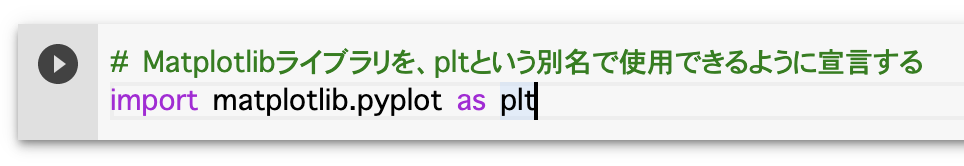 # Matplotlibライブラリを、pltという別名で使用できるように宣言する
import matplotlib.pyplot as plt